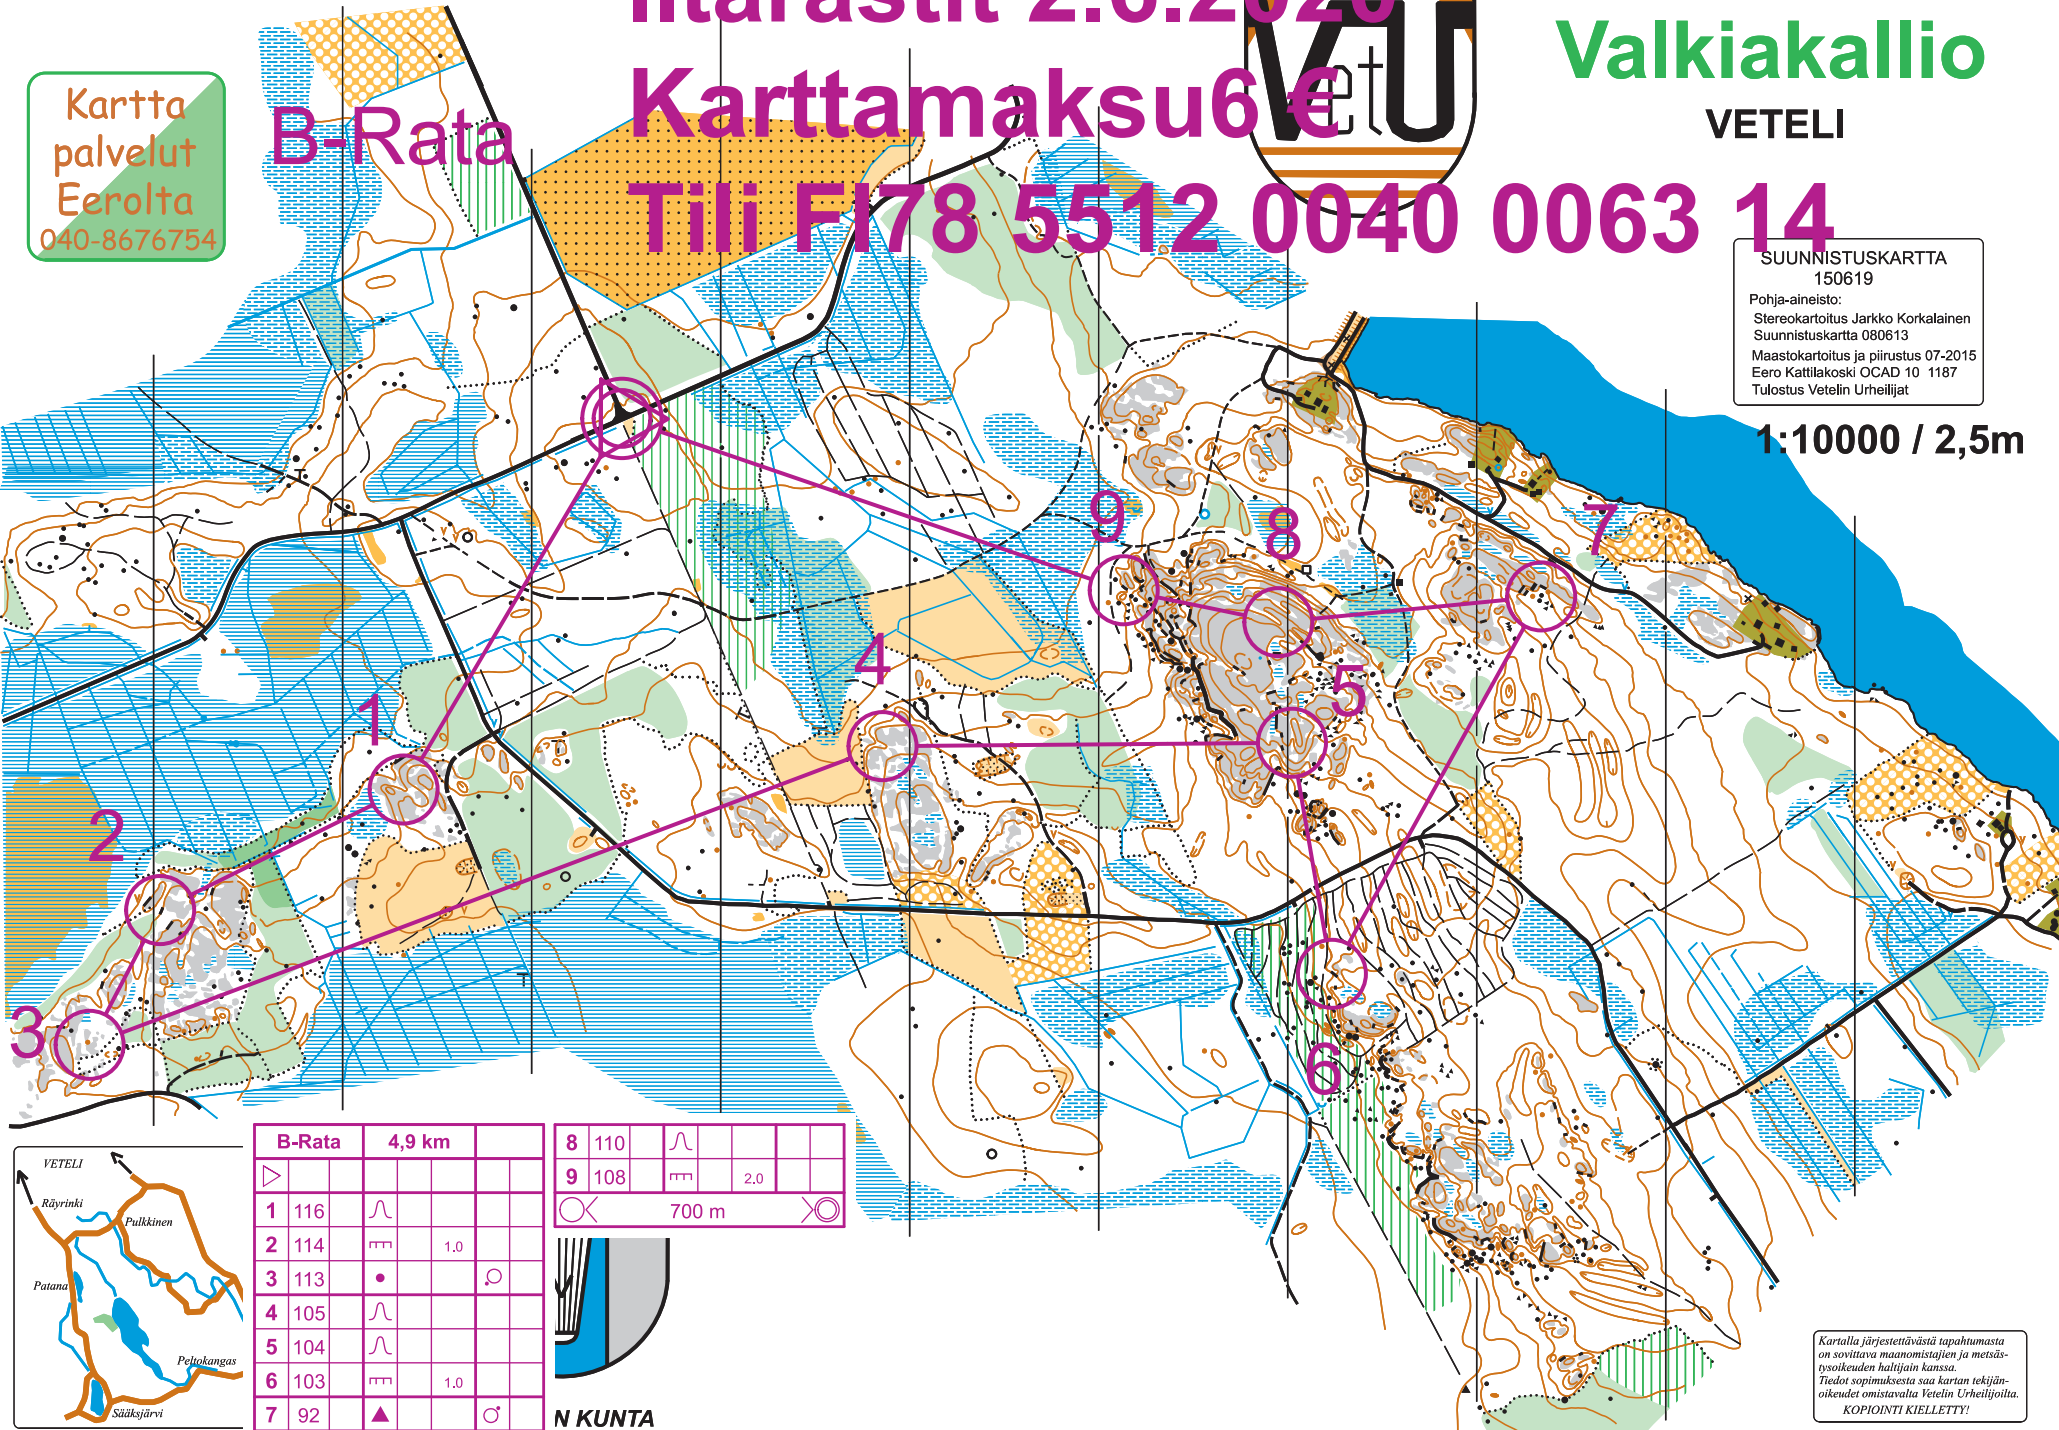 Iltarastit 2.6.2020
Karttamaksu6 €
Tili FI78 5512 0040 0063 14
B-Rata
Kartta
palvelut
Eerolta
040-8676754
VetU
Valkiakallio
VETELI
SUUNNISTUSKARTTA
150619
Pohja-aineisto:
Stereokartoitus Jarkko Korkalainen
Suunnistuskartta 080613
Maastokartoitus ja piirustus 07-2015
Eero Kattilakoski OCAD 10 1187
Tulostus Vetelin Urheilijat
1:10000 / 2,5m
9
8
7
4
5
1
2
3
6
VETELI
Räyrinki
Pulkkinen
Patana
Peltokangas
Sääksjärvi
B-Rata 4,9 km
1 116
2 114 1.0
3 113
4 105
5 104
6 103 1.0
7 92
8 110
9 108 2.0
700 m
N KUNTA
Kartalla järjestettävästä tapahtumasta
on sovittava maanomistajien ja metsäs-
tysoikeuden haltijain kanssa.
Tiedot sopimuksesta saa kartan tekijän-
oikeudet omistavalta Vetelin Urheilijoilta.
KOPIOINTI KIELLETTY!